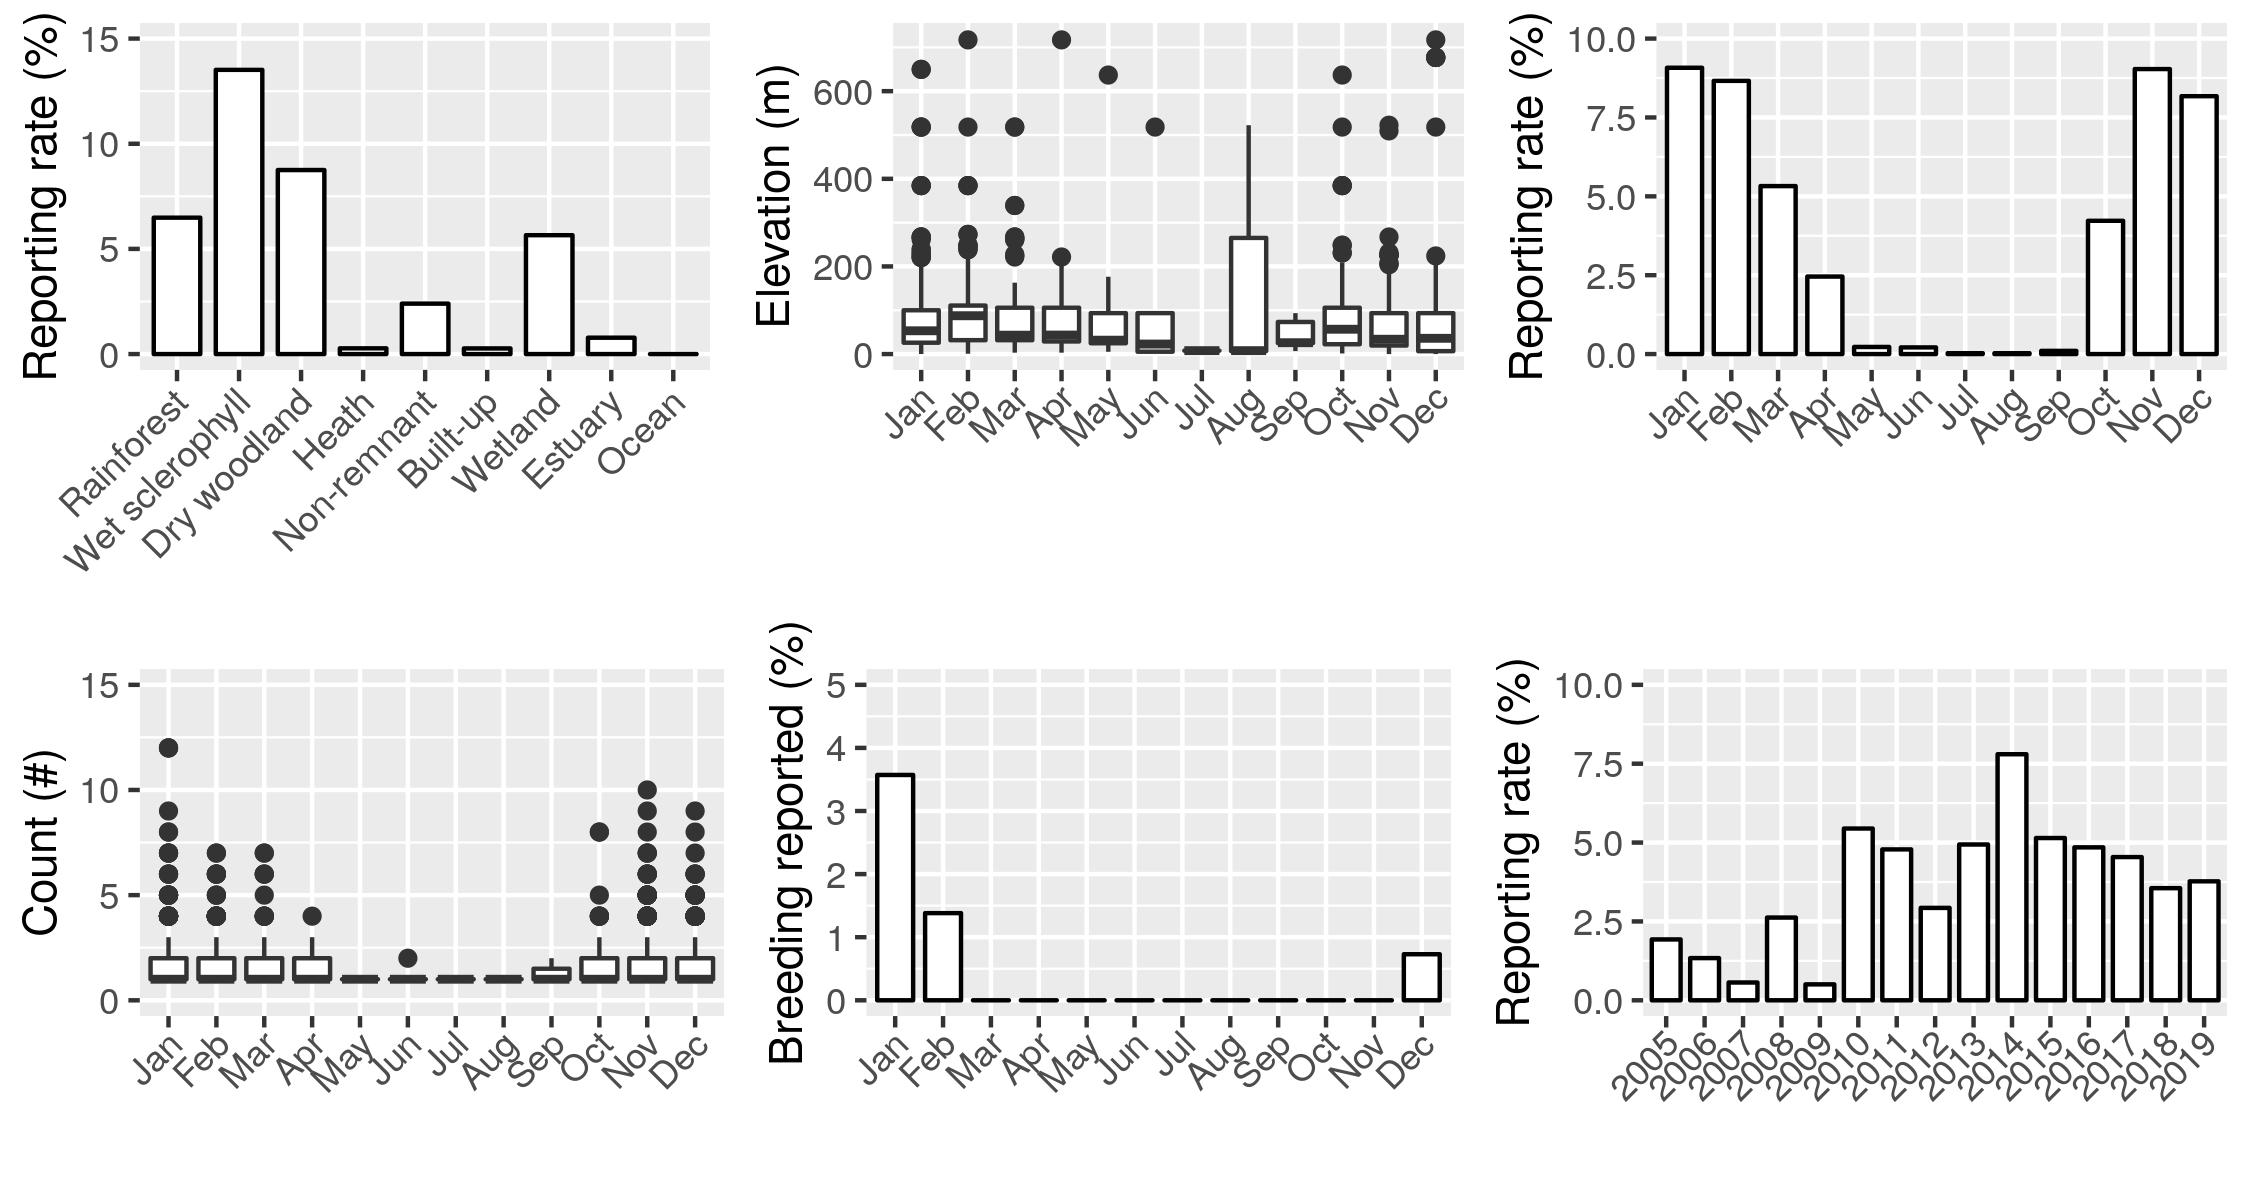 Reporting rate (%)
15
10
5
0
Rainforest
Wet sclerophyll
Dry woodland
Heath
Non-remnant
Built-up
Wetland
Estuary
Ocean
Elevation (m)
600
400
200
0
Jan
Feb
Mar
Apr
May
Jun
Jul
Aug
Sep
Oct
Nov
Dec
Reporting rate (%)
10.0
7.5
5.0
2.5
0.0
Jan
Feb
Mar
Apr
May
Jun
Jul
Aug
Sep
Oct
Nov
Dec
Count (#)
15
10
5
0
Jan
Feb
Mar
Apr
May
Jun
Jul
Aug
Sep
Oct
Nov
Dec
Breeding reported (%)
5
4
3
2
1
0
Jan
Feb
Mar
Apr
May
Jun
Jul
Aug
Sep
Oct
Nov
Dec
Reporting rate (%)
10.0
7.5
5.0
2.5
0.0
2005
2006
2007
2008
2009
2010
2011
2012
2013
2014
2015
2016
2017
2018
2019